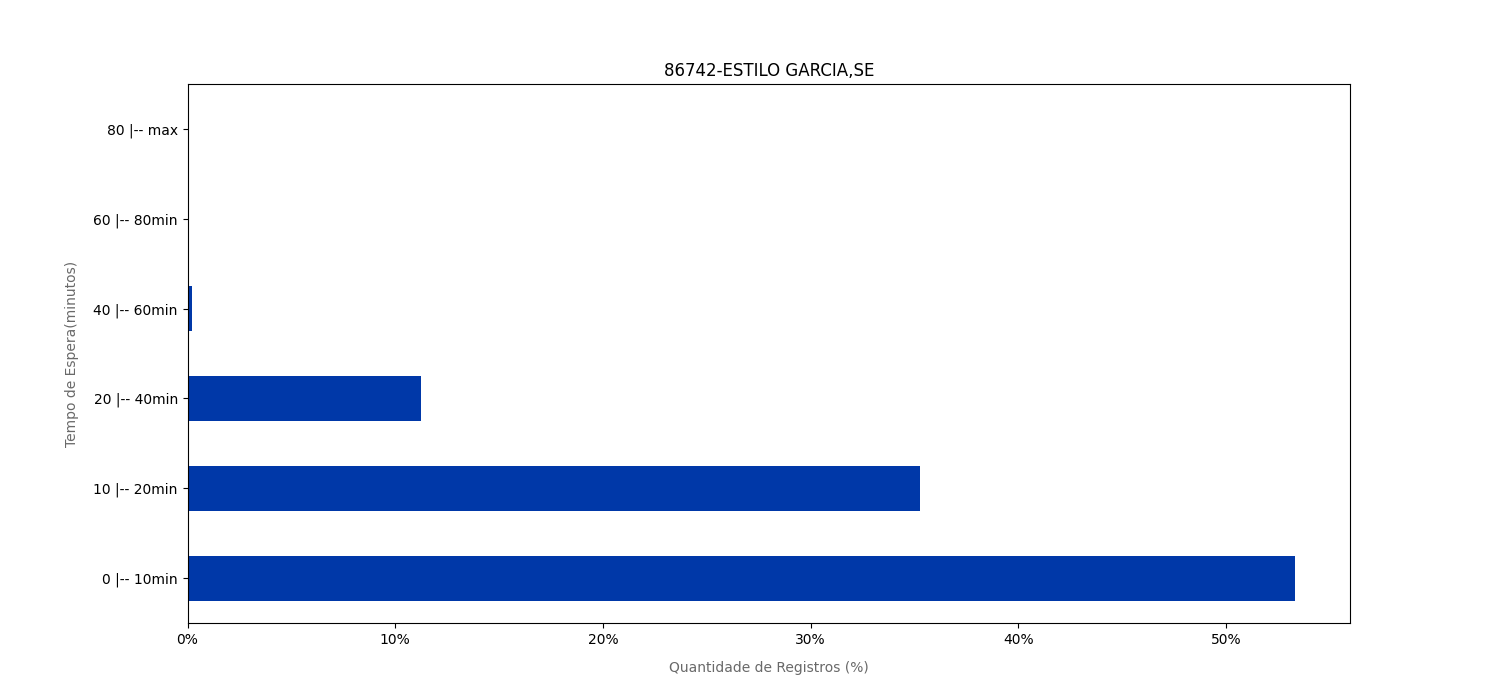 86742-ESTILO GARCIA,SE
80 |-- max
60 |-- 80min
40 |-- 60min
20 |-- 40min
10 |-- 20min
0 |-- 10min
Tempo de Espera(minutos)
0% 10% 20% 30% 40% 50%
Quantidade de Registros (%)